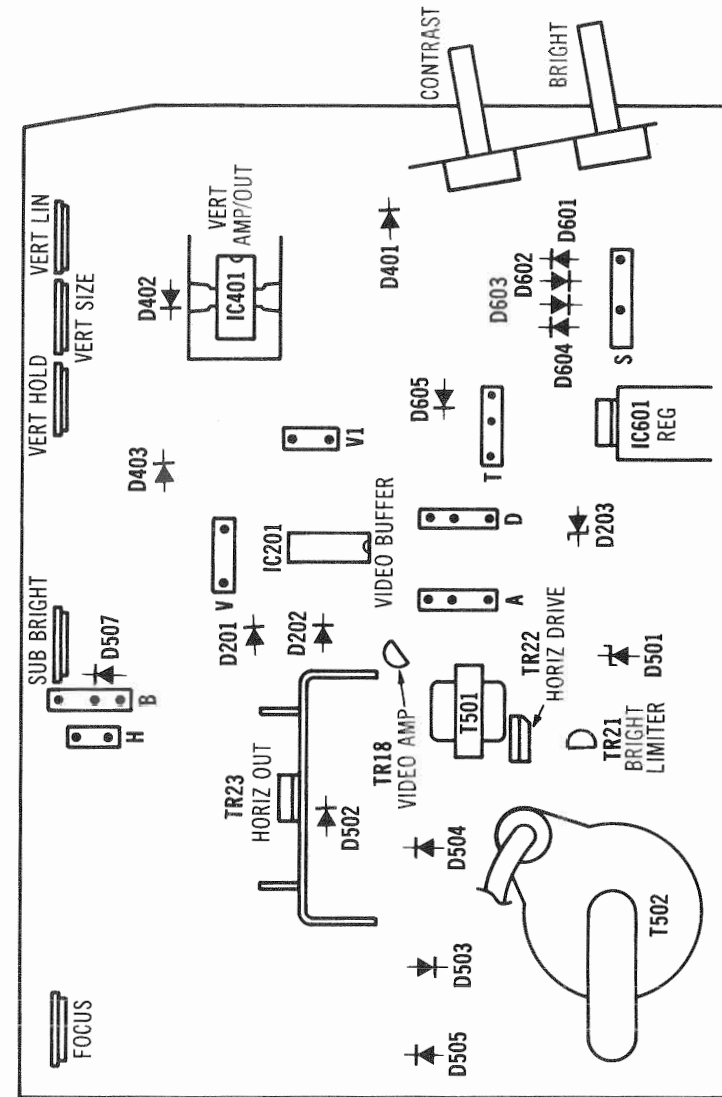 CONTRAST
BRIGHT
VERT LIN
VERT SIZE
VERT HOLD
SUB BRIGHT
FOCUS
D402
VERT
AMP/OUT
IC401
D401
D601
D602
D603
D604
S
D605
IC601
REG
T
V1
D403
V
IC201
VIDEO BUFFER
D
D203
A
D201
D202
D507
B
H
TR23
HORIZ OUT
D502
TR18
VIDEO AMP
T501
TR22
HORIZ DRIVE
D501
TR21
BRIGHT
LIMITER
D504
D503
D505
T502